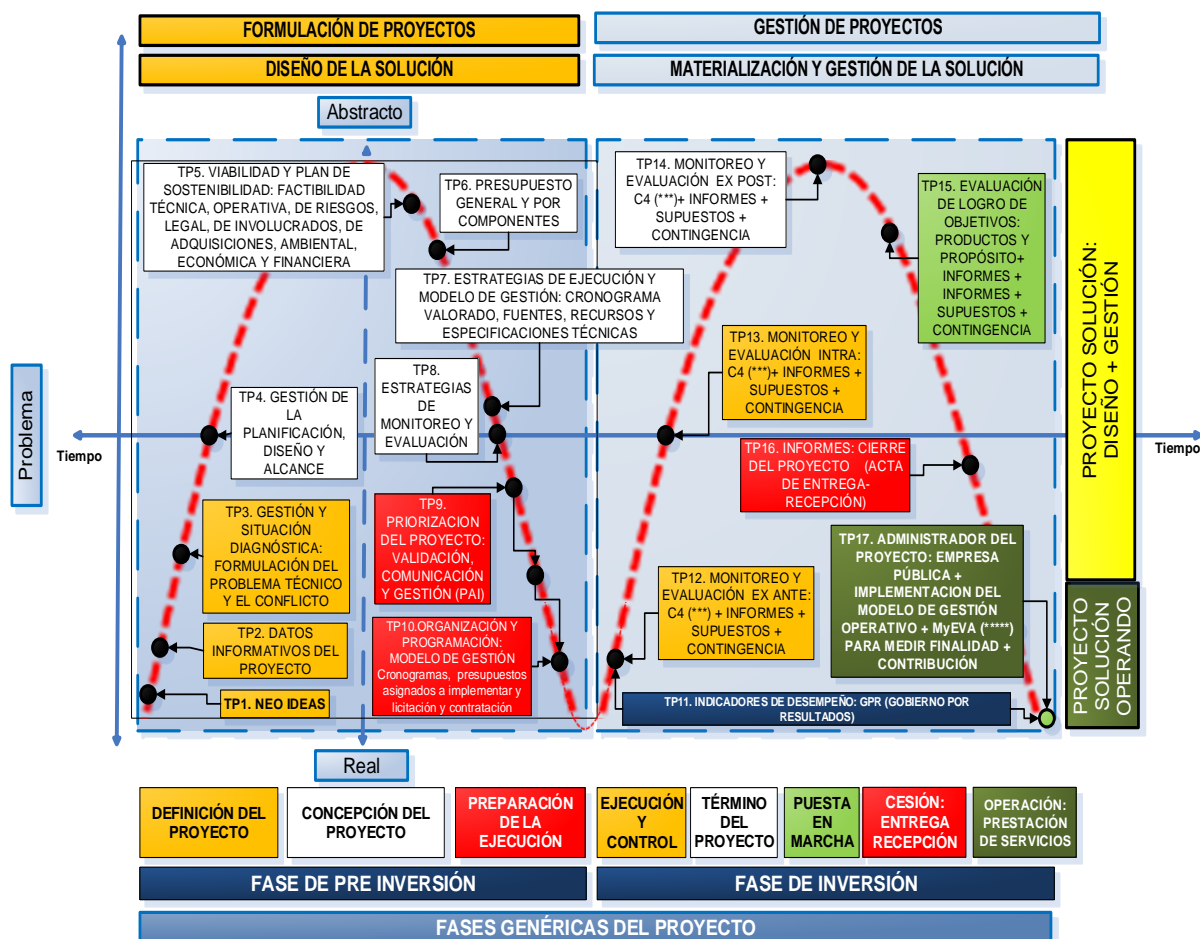 FORMULACIÓN DE PROYECTOS
GESTIÓN DE PROYECTOS
DISEÑO DE LA SOLUCIÓN
MATERIALIZACIÓN Y GESTIÓN DE LA SOLUCIÓN
Abstracto
TP5. VIABILIDAD Y PLAN DE
SOSTENIBILIDAD: FACTIBILIDAD
TÉCNICA, OPERATIVA, DE RIESGOS,
LEGAL, DE INVOLUCRADOS, DE
ADQUISICIONES, AMBIENTAL,
ECONÓMICA Y FINANCIERA
TP6. PRESUPUESTO
GENERAL Y POR
COMPONENTES
TP7. ESTRATEGIAS DE EJECUCIÓN Y
MODELO DE GESTIÓN: CRONOGRAMA
VALORADO, FUENTES, RECURSOS Y
ESPECIFICACIONES TÉCNICAS
TP8.
ESTRATEGIAS
DE
MONITOREO Y
EVALUACIÓN
TP4. GESTIÓN DE
LA
PLANIFICACIÓN,
DISEÑO Y
ALCANCE
Problema
Tiempo
TP3. GESTIÓN Y
SITUACIÓN
DIAGNÓSTICA:
FORMULACIÓN DEL
PROBLEMA TÉCNICO
Y EL CONFLICTO
TP2. DATOS
INFORMATIVOS DEL
PROYECTO
TP1. NEO IDEAS
TP9.
PRIORIZACION
DEL PROYECTO:
VALIDACIÓN,
COMUNICACIÓN
Y GESTIÓN (PAI)
TP10.ORGANIZACIÓN Y
PROGRAMACIÓN:
MODELO DE GESTIÓN
Cronogramas, presupuestos
asignados a implementar y
licitación y contratación
TP14. MONITOREO Y
EVALUACIÓN EX POST:
C4 (***)+ INFORMES +
SUPUESTOS +
CONTINGENCIA
TP15. EVALUACIÓN
DE LOGRO DE
OBJETIVOS:
PRODUCTOS Y
PROPÓSITO+
INFORMES +
INFORMES +
SUPUESTOS +
CONTINGENCIA
TP13. MONITOREO Y
EVALUACIÓN INTRA:
C4 (***)+ INFORMES +
SUPUESTOS +
CONTINGENCIA
TP16. INFORMES: CIERRE
DEL PROYECTO (ACTA
DE ENTREGA-
RECEPCIÓN)
TP12. MONITOREO Y
EVALUACIÓN EX ANTE:
C4 (***) + INFORMES +
SUPUESTOS +
CONTINGENCIA
TP17. ADMINISTRADOR DEL
PROYECTO: EMPRESA
PÚBLICA +
IMPLEMENTACION DEL
MODELO DE GESTIÓN
OPERATIVO + MyEVA (*****)
PARA MEDIR FINALIDAD +
CONTRIBUCIÓN
TP11. INDICADORES DE DESEMPEÑO: GPR (GOBIERNO POR
RESULTADOS)
Tiempo
PROYECTO SOLUCIÓN:
DISEÑO + GESTIÓN
PROYECTO
SOLUCIÓN
OPERANDO
Real
DEFINICIÓN DEL
PROYECTO
CONCEPCIÓN DEL
PROYECTO
PREPARACIÓN
DE LA
EJECUCIÓN
EJECUCIÓN
Y
CONTROL
TÉRMINO
DEL
PROYECTO
PUESTA
EN
MARCHA
CESIÓN:
ENTREGA
RECEPCIÓN
OPERACIÓN:
PRESTACIÓN
DE SERVICIOS
FASE DE PRE INVERSIÓN
FASE DE INVERSIÓN
FASES GENÉRICAS DEL PROYECTO